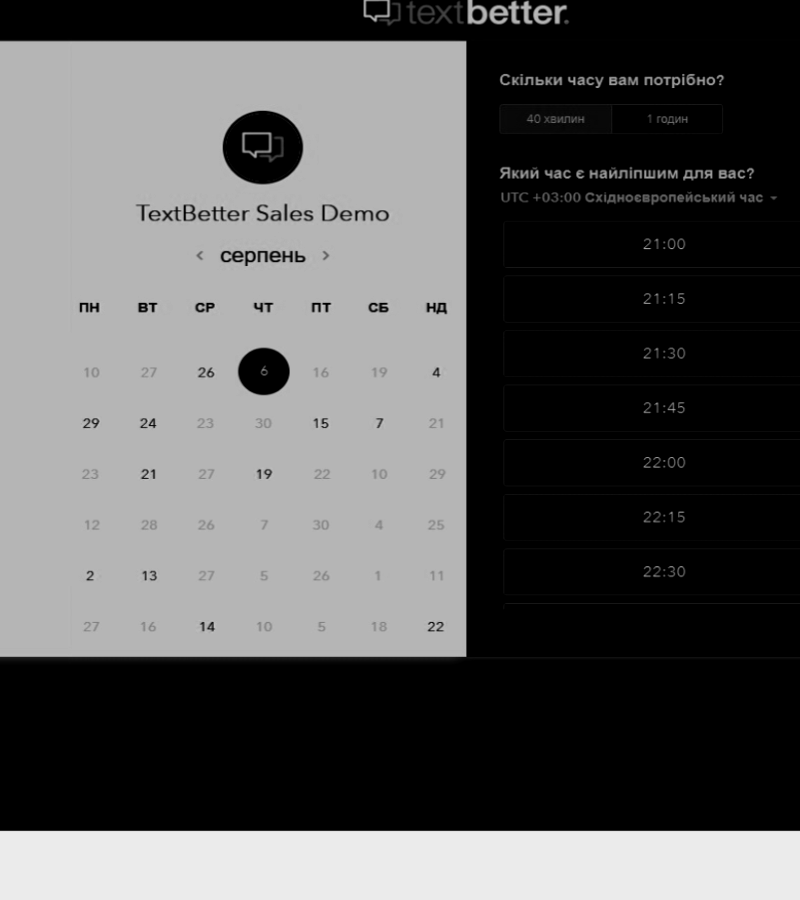 textbetter.
TextBetter Sales Demo
< серпень >
ПН ВТ СР ЧТ ПТ СБ НД
10 27 26 6 16 19 4
29 24 23 30 15 7 21
23 21 27 19 22 10 29
12 28 26 7 30 4 25
2 13 27 5 26 1 11
27 16 14 10 5 18 22
Скільки часу вам потрібно?
40 хвилин 1 годин
Який час є найліпшим для вас?
UTC +03:00 Східноєвропейський час
21:00
21:15
21:30
21:45
22:00
22:15
22:30